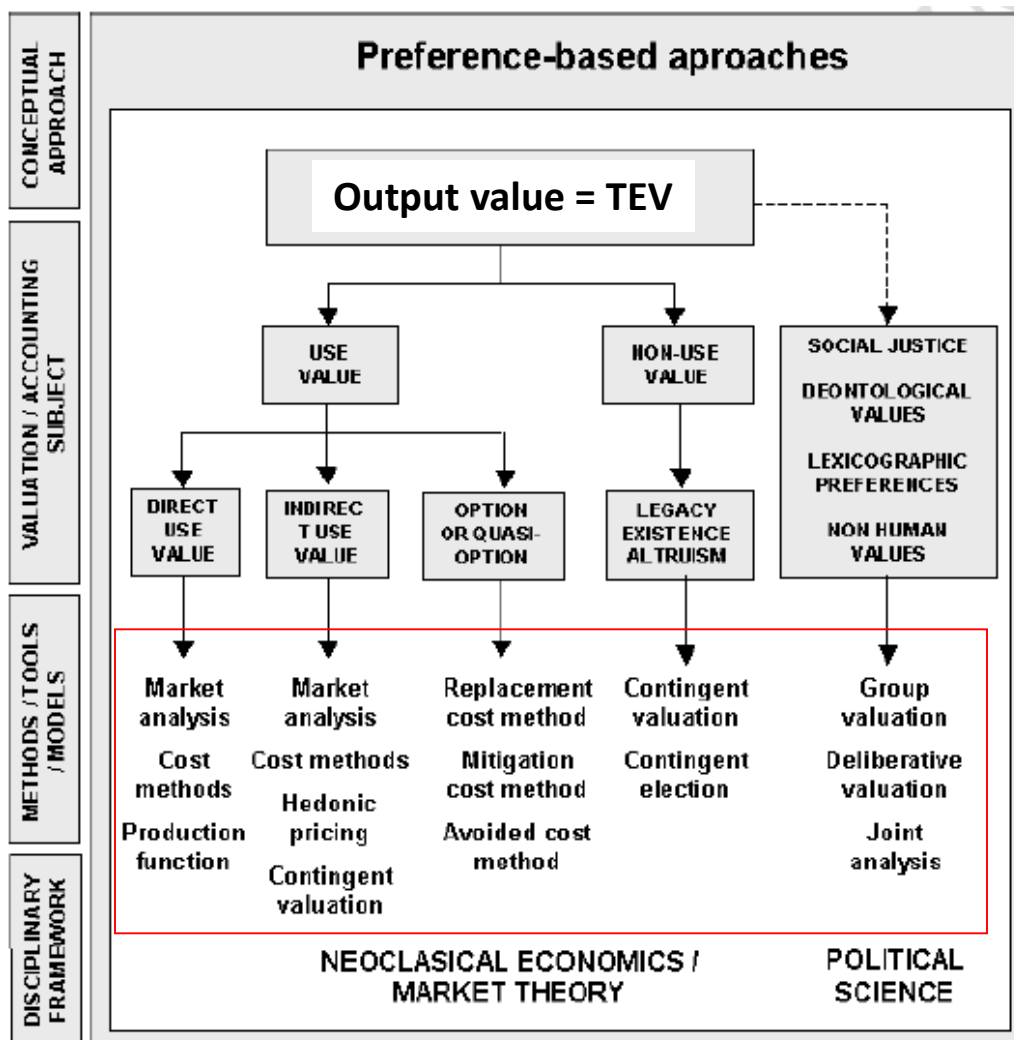 CONCEPTUAL
APPROACH
Preference-based aproaches
Output value = TEV
VALUATION / ACCOUNTING
SUBJECT
USE
VALUE
NON-USE
VALUE
SOCIAL JUSTICE
DEONTOLOGICAL
VALUES
LEXICOGRAPHIC
PREFERENCES
NON HUMAN
VALUES
DIRECT
USE
VALUE
INDIREC
T USE
VALUE
OPTION
OR QUASI-
OPTION
LEGACY
EXISTENCE
ALTRUISM
METHODS / TOOLS
/ MODELS
Market
analysis
Cost
methods
Production
function
Market
analysis
Cost methods
Hedonic
pricing
Contingent
valuation
Replacement
cost method
Mitigation
cost method
Avoided cost
method
Contingent
valuation
Contingent
election
Group
valuation
Deliberative
valuation
Joint
analysis
DISCIPLINARY
FRAMEWORK
NEOCLASICAL ECONOMICS /
MARKET THEORY
POLITICAL
SCIENCE